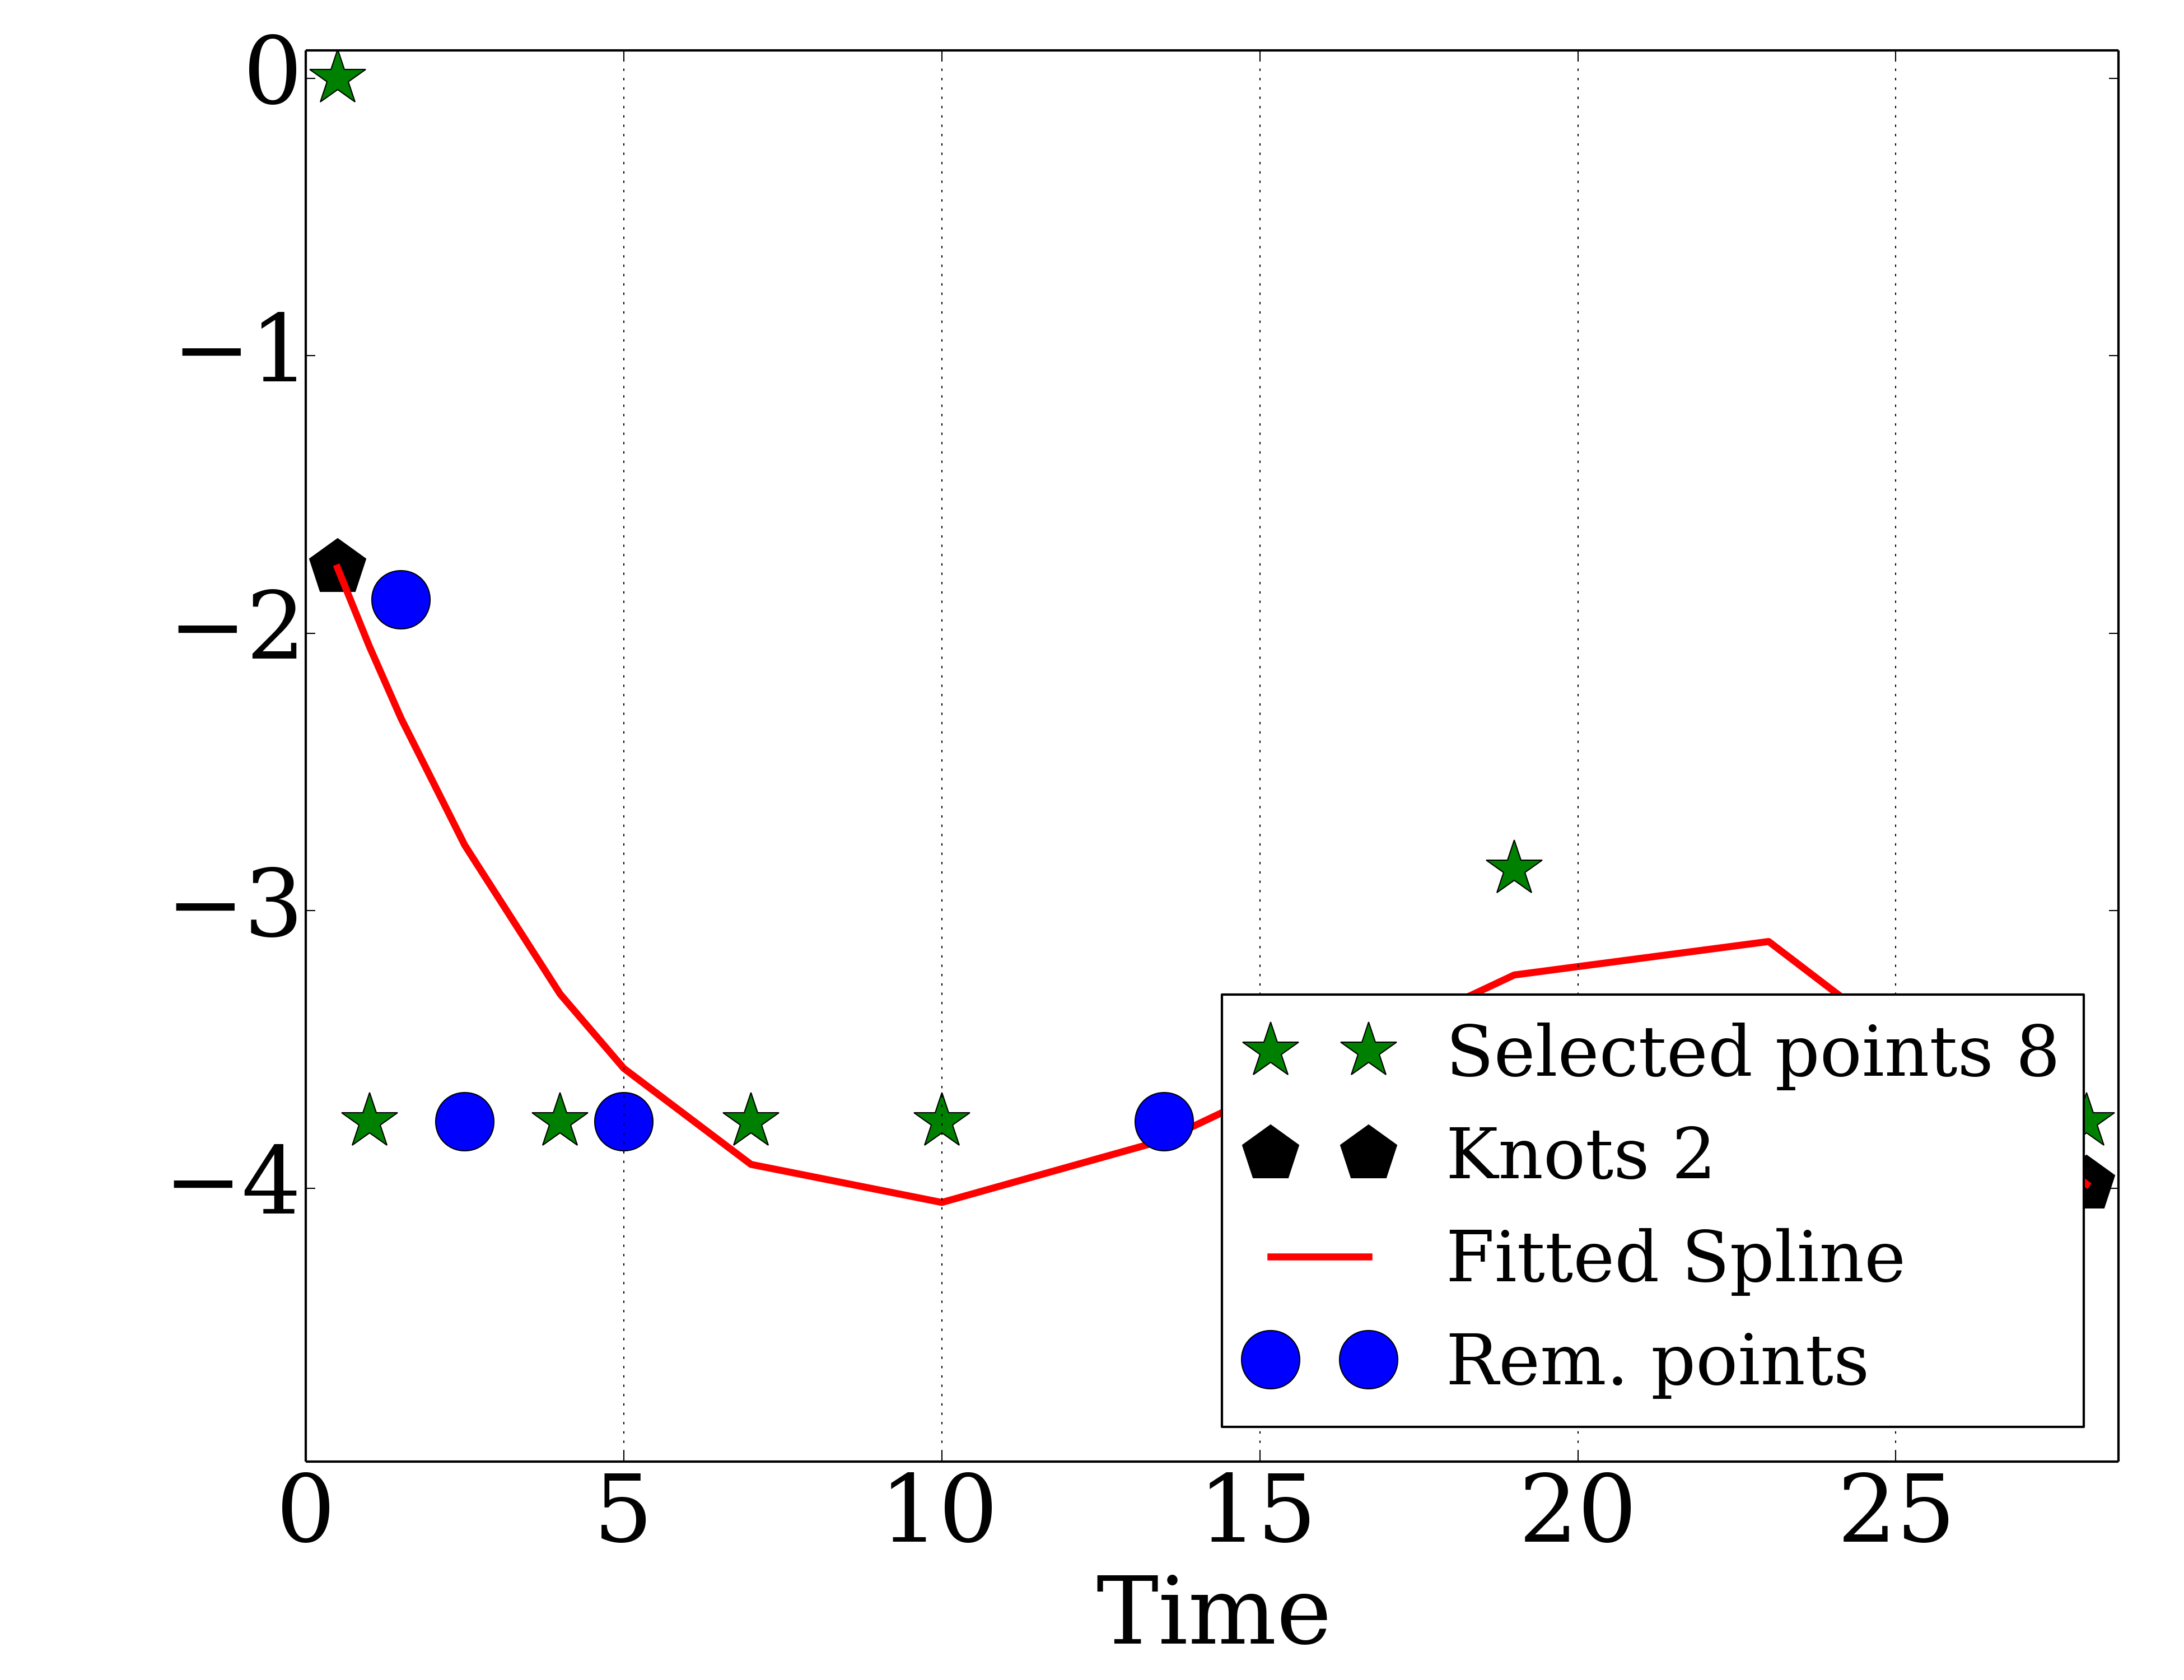 0
−1
−2
−3
−4
Selected points 8
Knots 2
Fitted Spline
Rem. points
0 5 10 15 20 25
Time